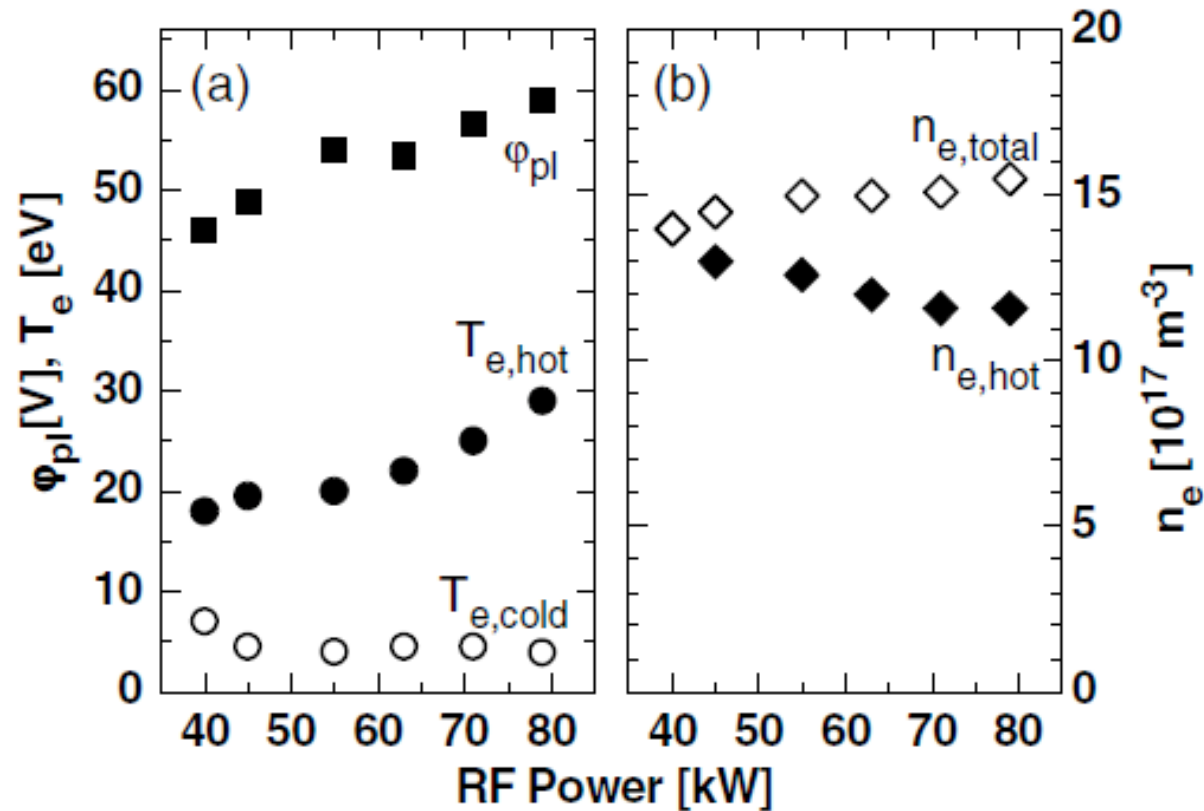 (a)
φpl[V], Te [eV]
60
50
40
30
20
10
0
φpl
Te,hot
Te,cold
40 50 60 70 80
(b)
ne,total
ne,hot
20
15
10
5
0
ne [10^17 m^-3]
40 50 60 70 80
RF Power [kW]